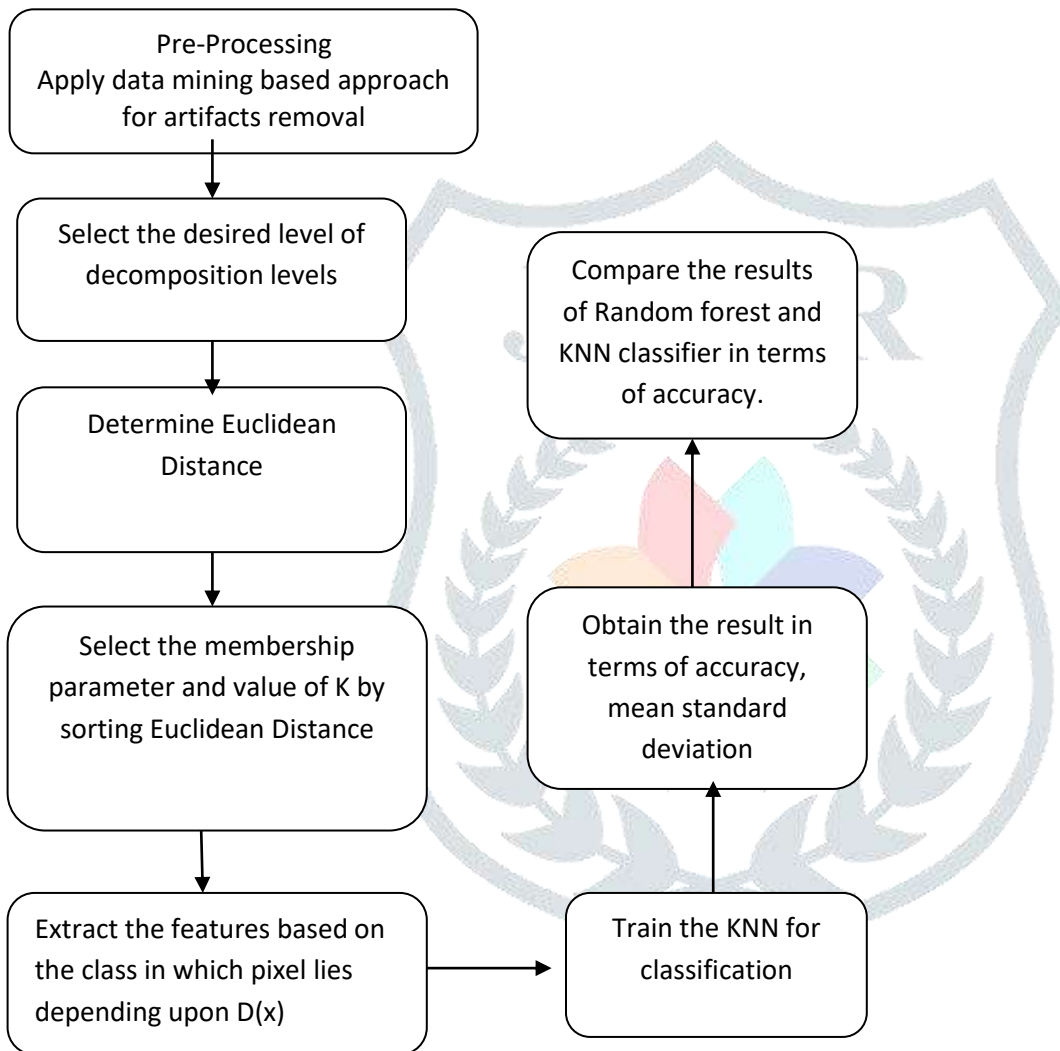 Pre-Processing
Apply data mining based approach
for artifacts removal
Select the desired level of
decomposition levels
Determine Euclidean
Distance
Select the membership
parameter and value of K by
sorting Euclidean Distance
Extract the features based on
the class in which pixel lies
depending upon D(x)
Train the KNN for
classification
Obtain the result in
terms of accuracy,
mean standard
deviation
Compare the results
of Random forest and
KNN classifier in terms
of accuracy.